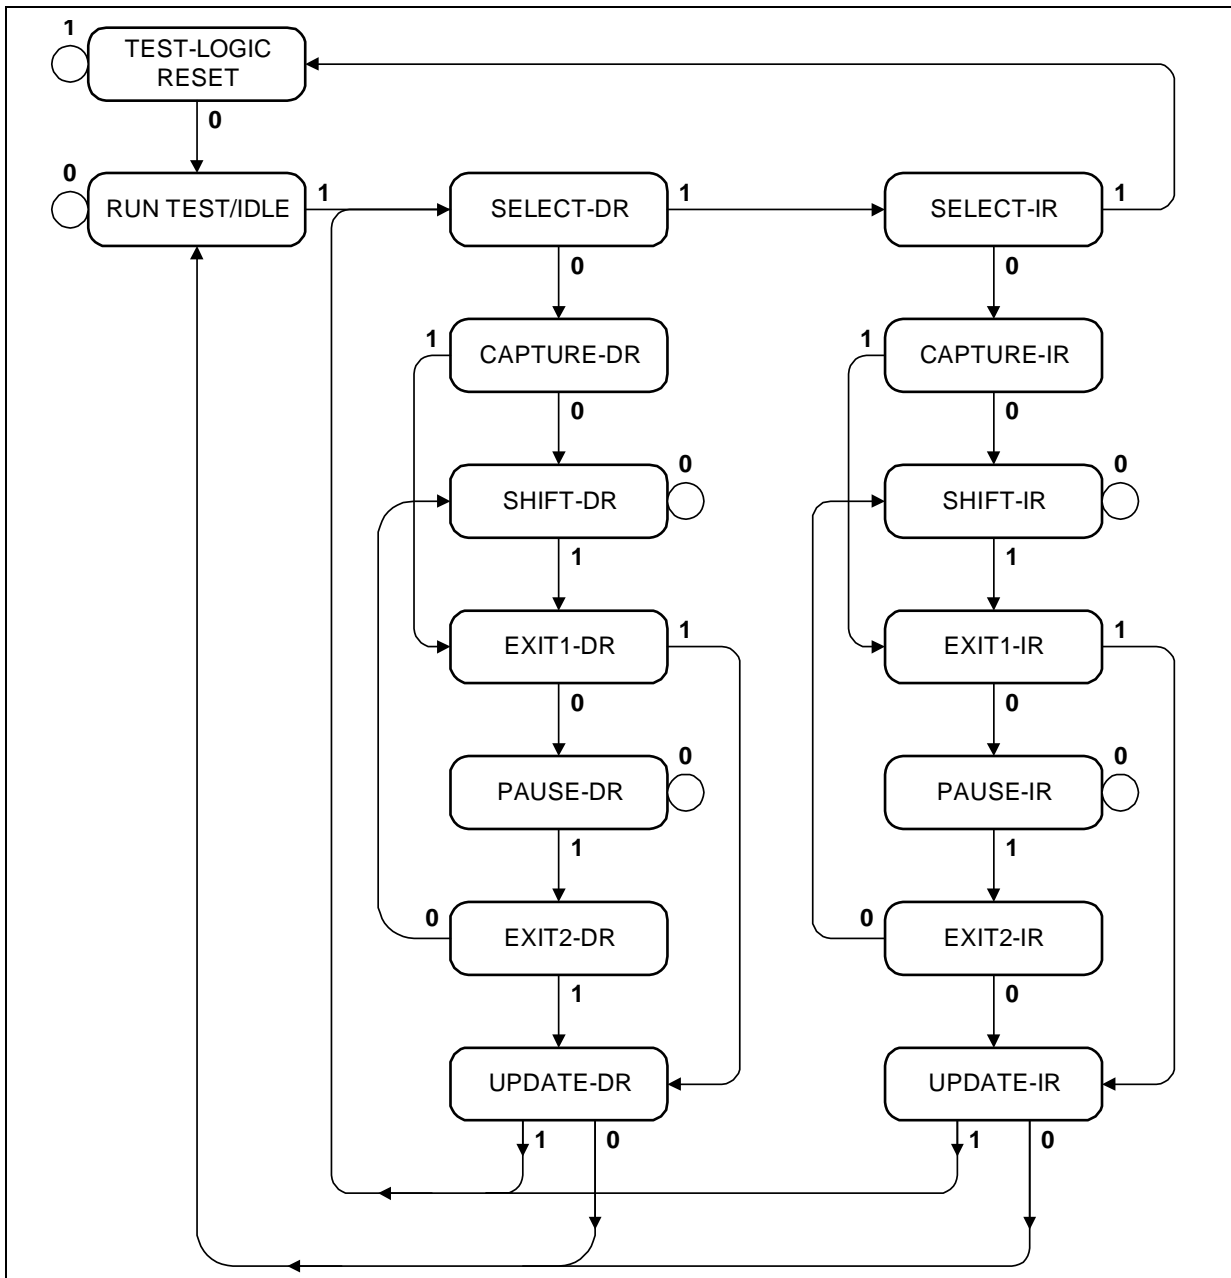 1
TEST-LOGIC
RESET
0
0
RUN TEST/IDLE
1
SELECT-DR
1
SELECT-IR
1
0
0
1
CAPTURE-DR
1
CAPTURE-IR
0
0
0
0
SHIFT-DR
SHIFT-IR
1
1
EXIT1-DR
1
EXIT1-IR
1
0
0
0
0
PAUSE-DR
PAUSE-IR
1
1
0
EXIT2-DR
0
EXIT2-IR
1
0
UPDATE-DR
UPDATE-IR
1
0
1
0